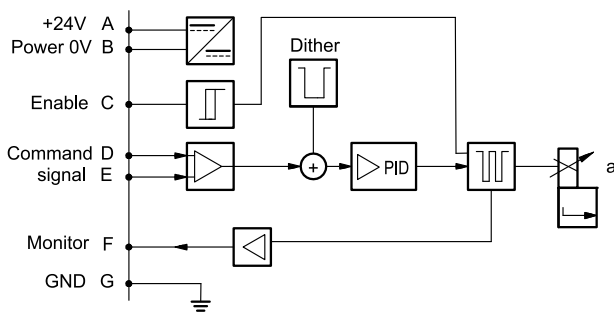 +24V A
Power 0V B
Dither
Enable C
Command D
signal E
PID
a
Monitor F
GND G